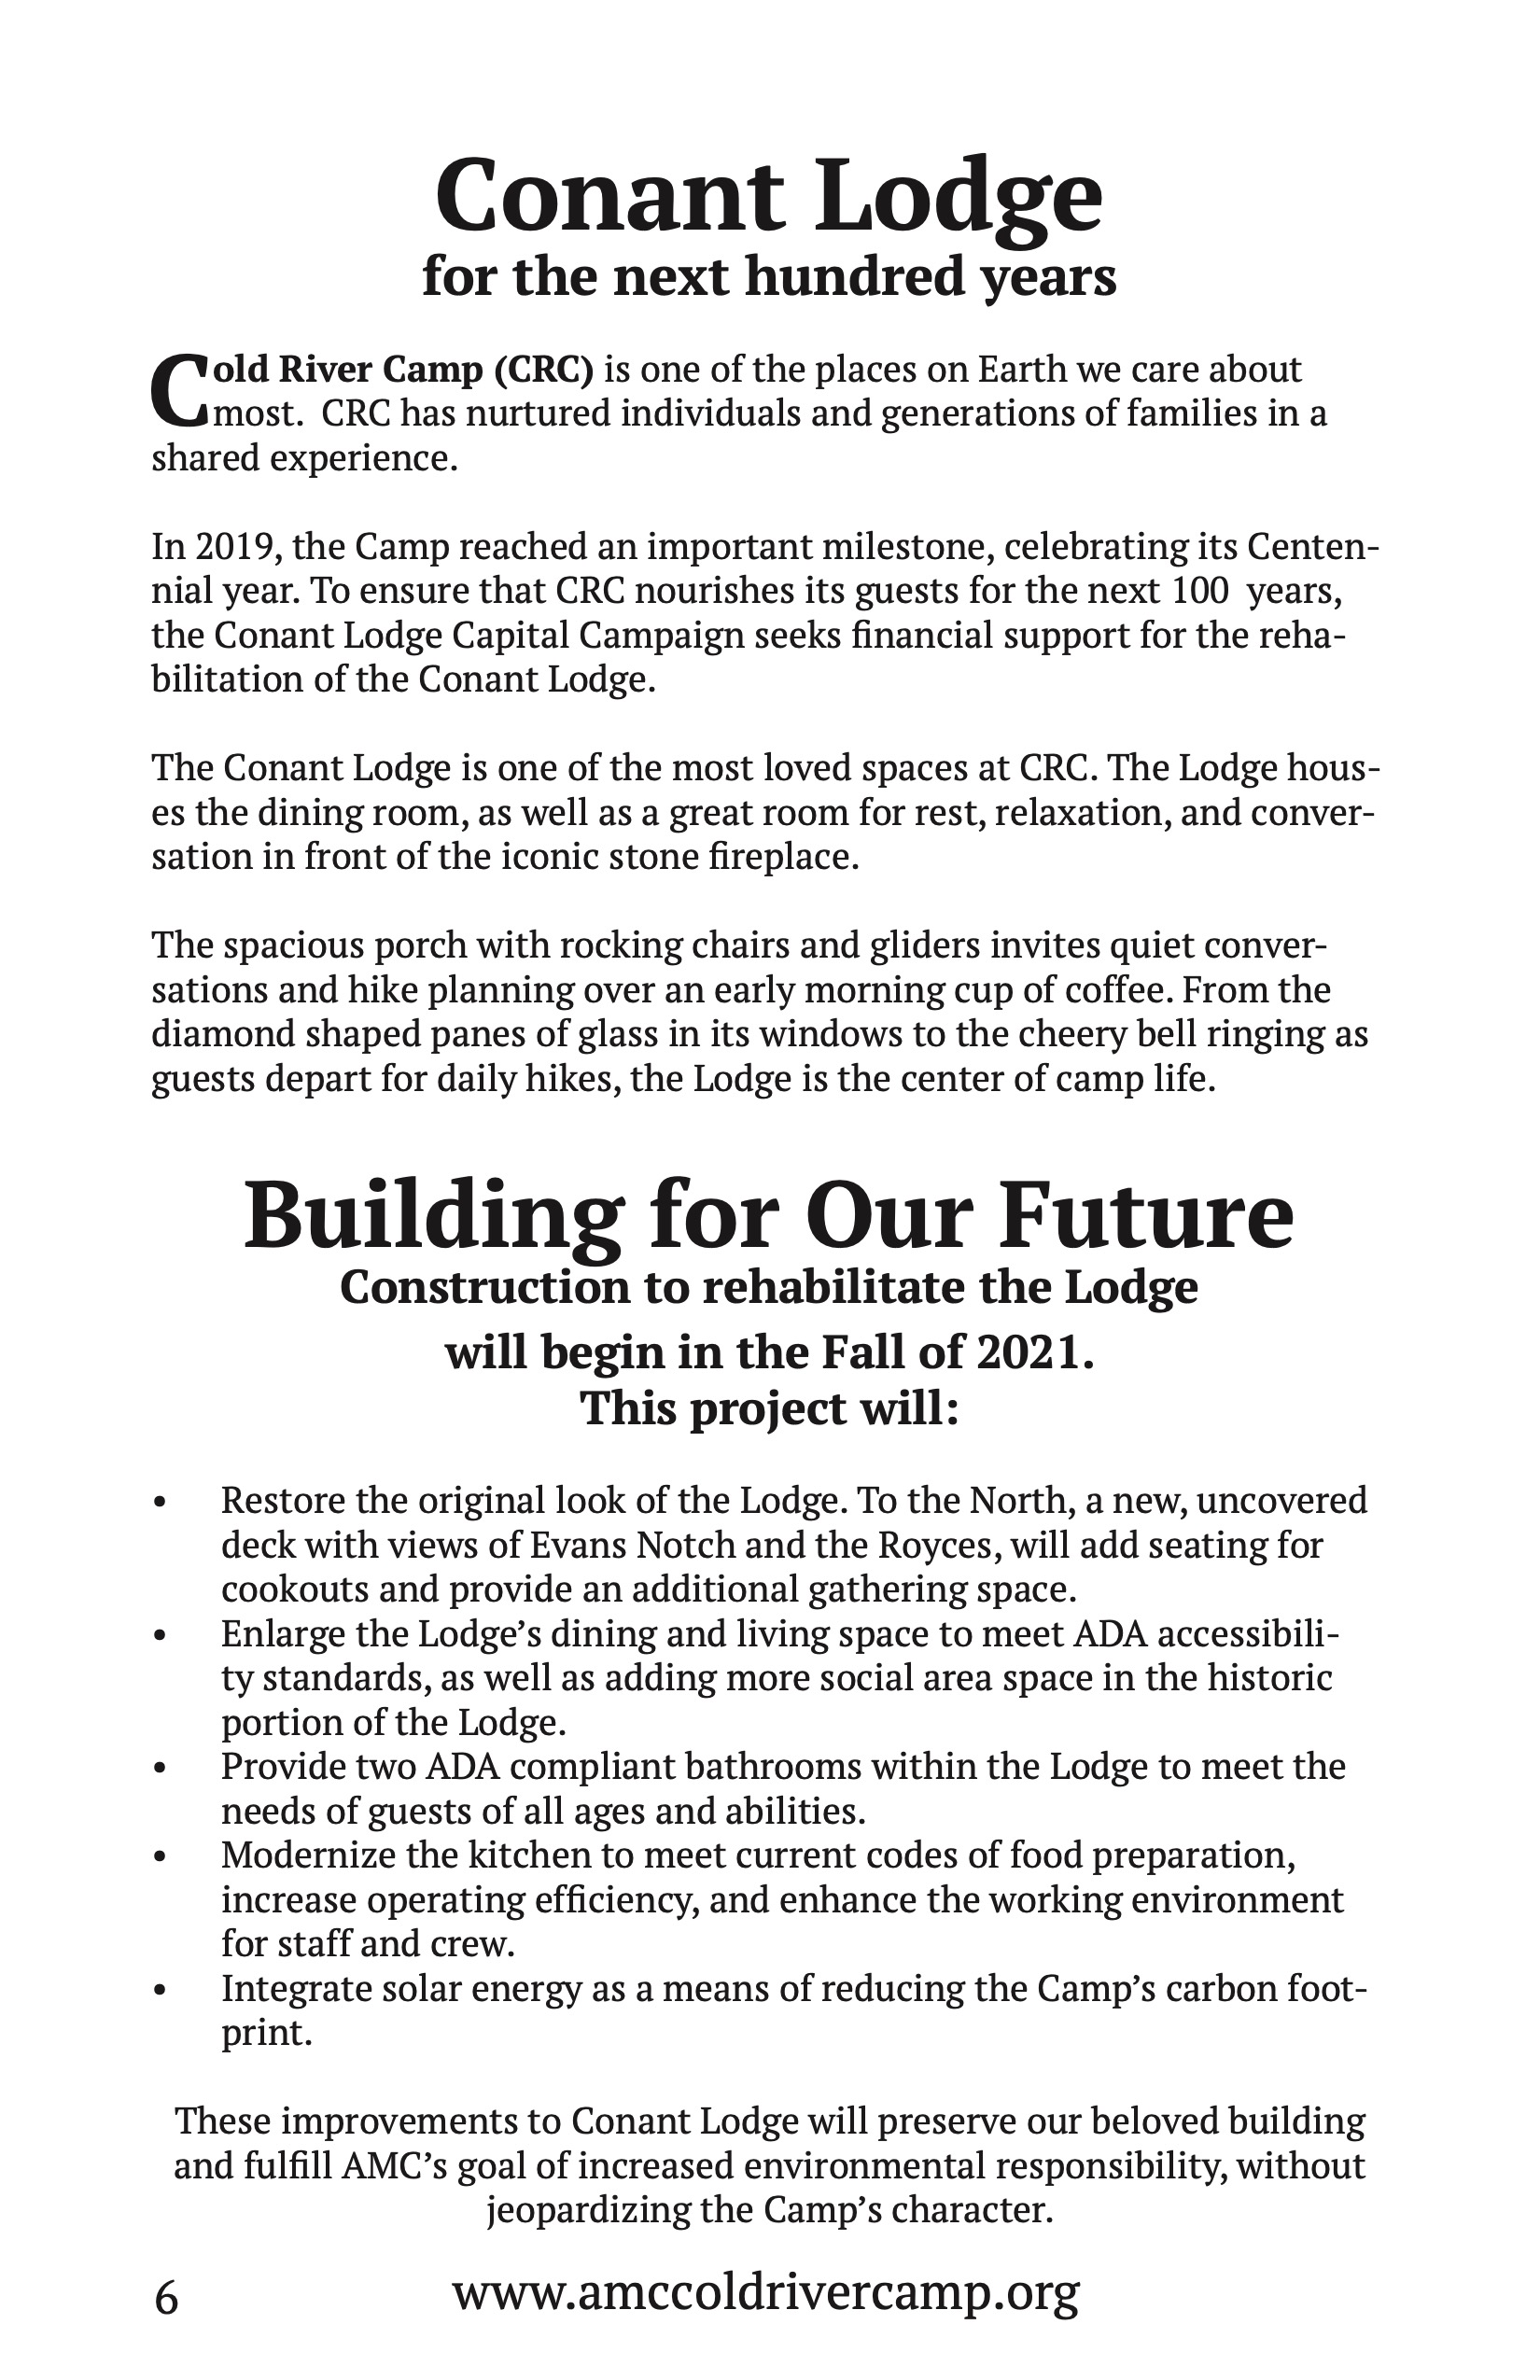 Conant Lodge
for the next hundred years
Cold River Camp (CRC) is one of the places on Earth we care about
most.  CRC has nurtured individuals and generations of families in a
shared experience.
In 2019, the Camp reached an important milestone, celebrating its Centen-
nial year. To ensure that CRC nourishes its guests for the next 100  years,
the Conant Lodge Capital Campaign seeks financial support for the reha-
bilitation of the Conant Lodge.
The Conant Lodge is one of the most loved spaces at CRC. The Lodge hous-
es the dining room, as well as a great room for rest, relaxation, and conver-
sation in front of the iconic stone fireplace.
The spacious porch with rocking chairs and gliders invites quiet conver-
sations and hike planning over an early morning cup of coffee. From the
diamond shaped panes of glass in its windows to the cheery bell ringing as
guests depart for daily hikes, the Lodge is the center of camp life.
Building for Our Future
Construction to rehabilitate the Lodge
will begin in the Fall of 2021.
This project will:
• Restore the original look of the Lodge. To the North, a new, uncovered
deck with views of Evans Notch and the Royces, will add seating for
cookouts and provide an additional gathering space.
• Enlarge the Lodge’s dining and living space to meet ADA accessibili-
ty standards, as well as adding more social area space in the historic
portion of the Lodge.
• Provide two ADA compliant bathrooms within the Lodge to meet the
needs of guests of all ages and abilities.
• Modernize the kitchen to meet current codes of food preparation,
increase operating efficiency, and enhance the working environment
for staff and crew.
• Integrate solar energy as a means of reducing the Camp’s carbon foot-
print.
These improvements to Conant Lodge will preserve our beloved building
and fulfill AMC’s goal of increased environmental responsibility, without
jeopardizing the Camp’s character.
6 www.amccoldrivercamp.org